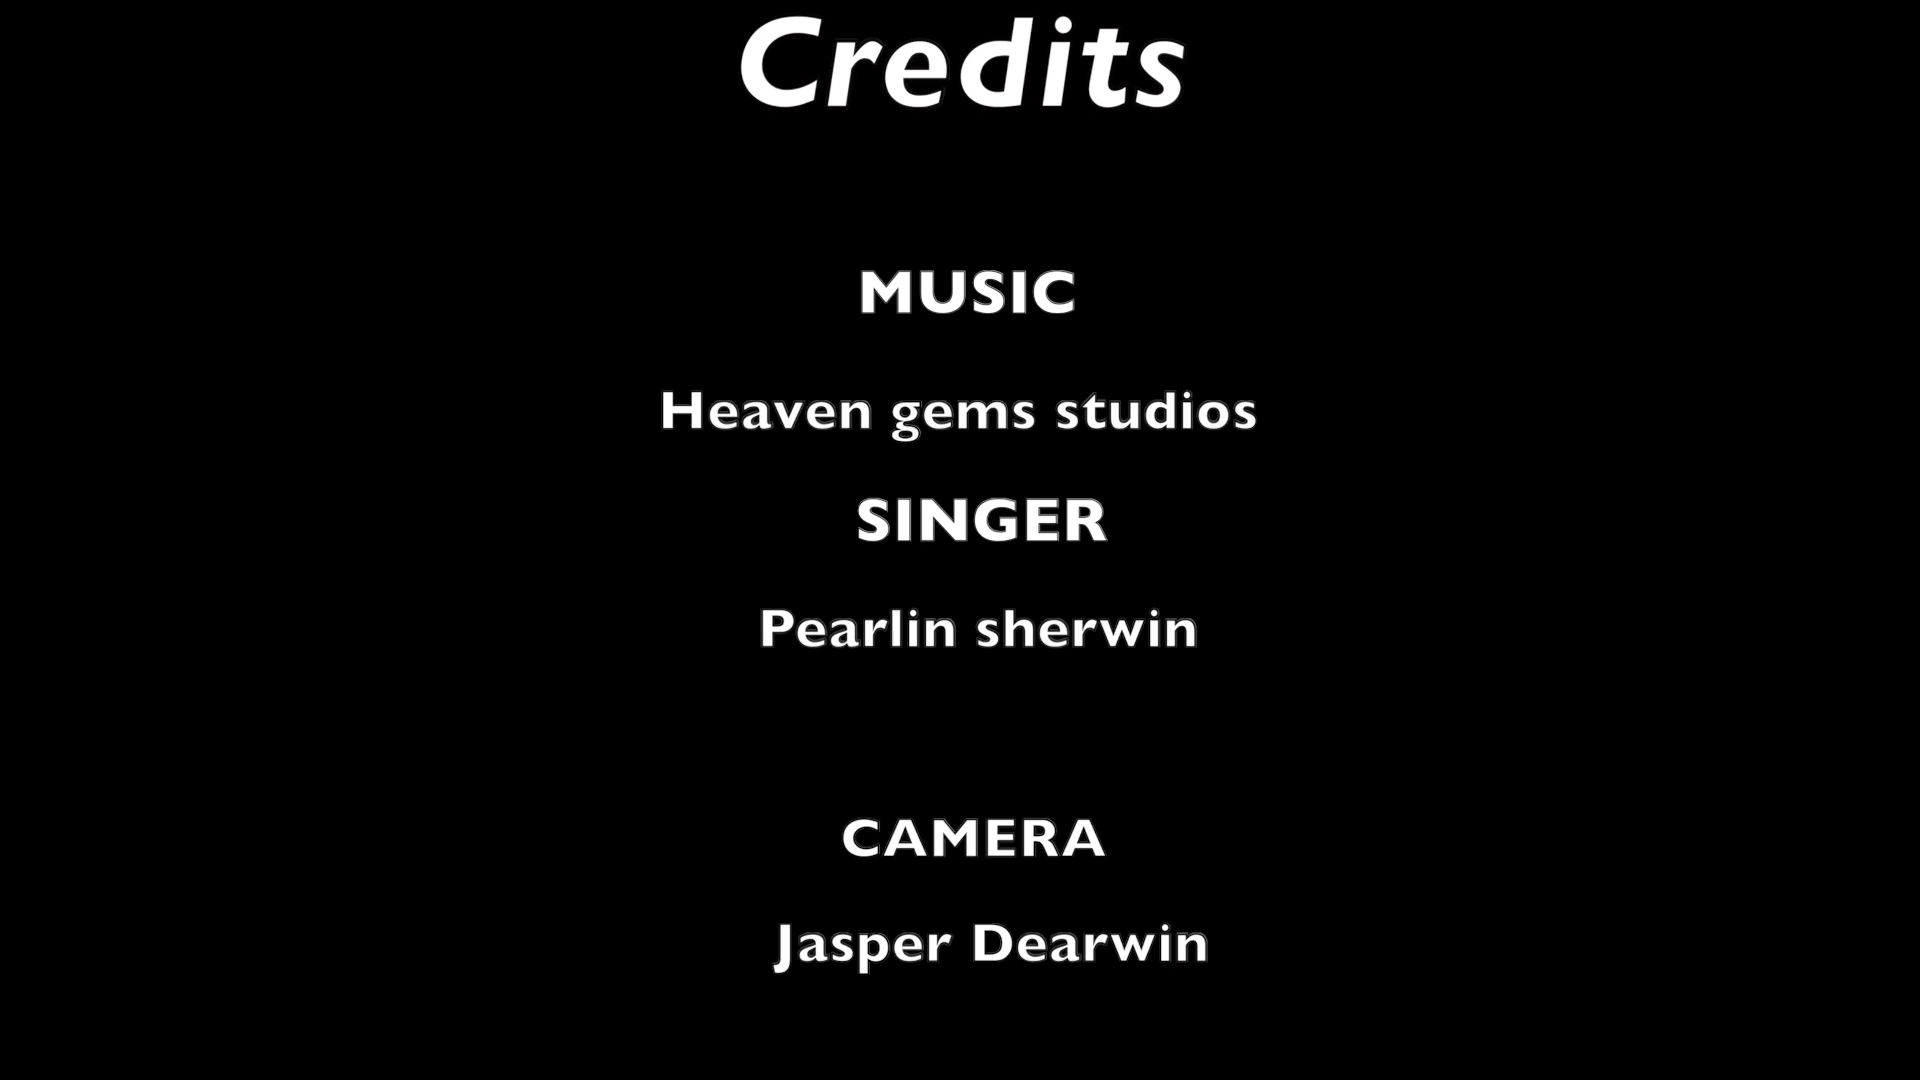 Credits
MUSIC
Heaven gems studios
SINGER
Pearlin sherwin
CAMERA
Jasper Dearwin